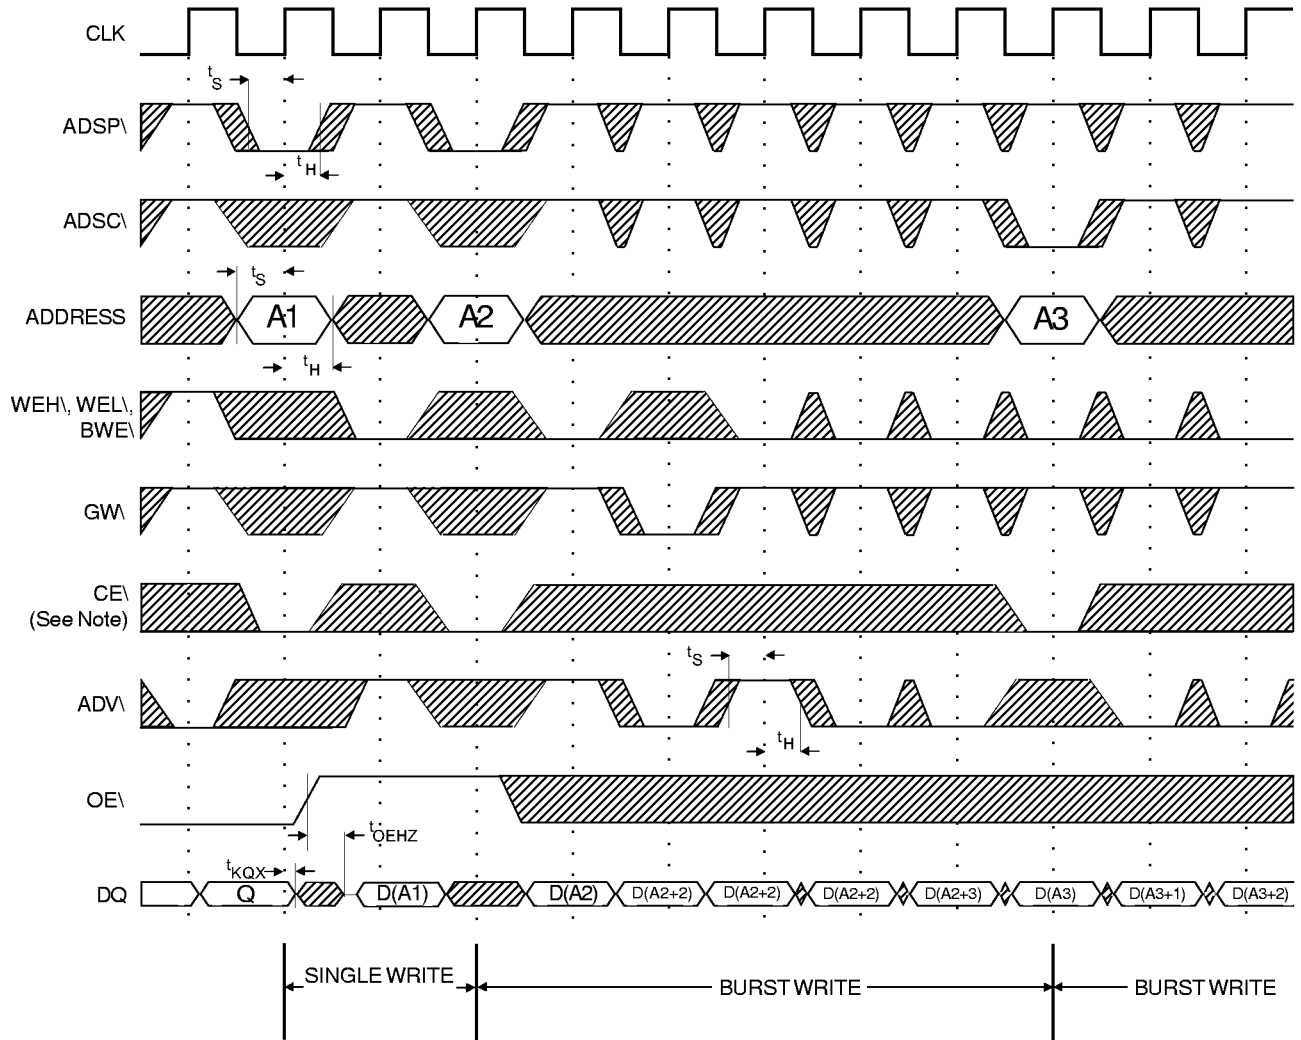 CLK
tS
ADSP\
tH
ADSC\
tS
ADDRESS A1 A2 A3
tH
WEH\, WEL\,
BWE\
GW\
CE\
(See Note)
tS
ADV\
tH
OE\
tOEHZ
tKQX
DQ Q D(A1) D(A2) D(A2+2) D(A2+2) D(A2+2) D(A2+3) D(A3) D(A3+1) D(A3+2)
SINGLE WRITE BURST WRITE BURST WRITE